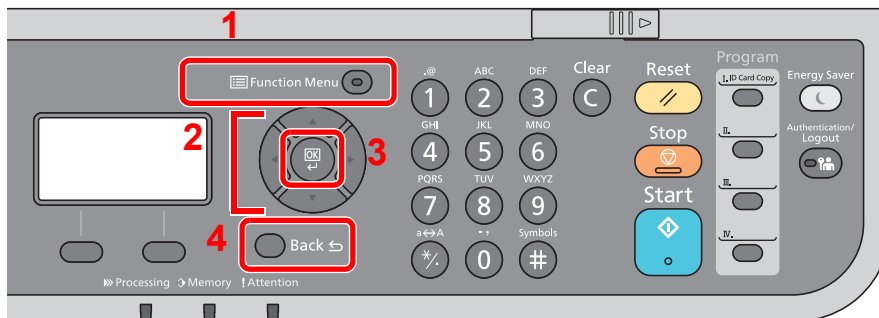 1
Function Menu
2
OK
3
4
Back
Processing Memory Attention
.@ ABC DEF Clear
1 2 3 C
GHI JKL MNO
4 5 6
PQRS TUV WXYZ
7 8 9
a↔A - , Symbols
*/. 0 #
Reset
Stop
Start
Program
I. ID Card Copy
II.
III.
IV.
Energy Saver
Authentication/
Logout